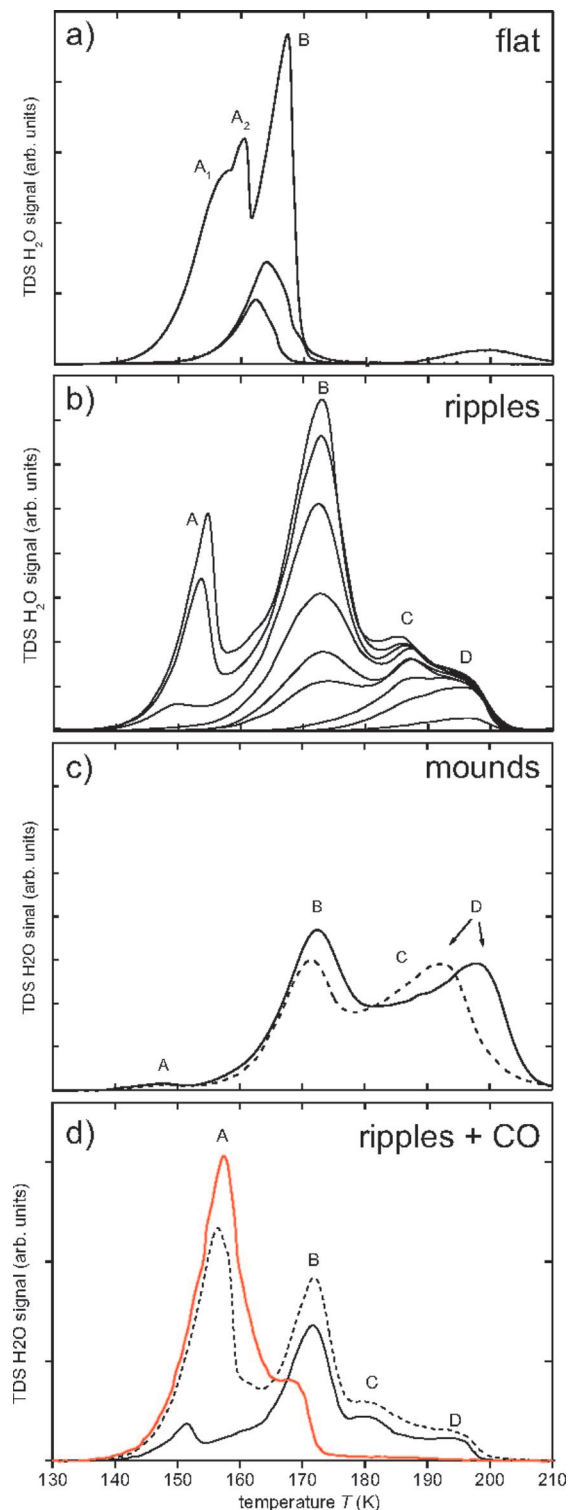 a) flat
B
A₂
A₁
TDS H₂O signal (arb. units)
b) ripples
B
A
C
D
TDS H₂O signal (arb. units)
c) mounds
B
D
C
A
TDS H2O sinal (arb. units)
d) ripples + CO
A
B
C
D
TDS H2O signal (arb. units)
130 140 150 160 170 180 190 200 210
temperature T (K)